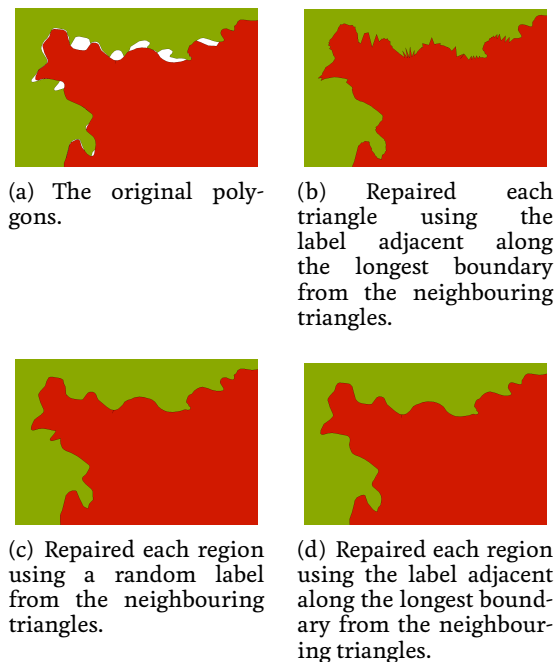 (a) The original poly-
gons.
(b) Repaired each
triangle using the
label adjacent along
the longest boundary
from the neighbouring
triangles.
(c) Repaired each region
using a random label
from the neighbouring
triangles.
(d) Repaired each region
using the label adjacent
along the longest bound-
ary from the neighbour-
ing triangles.